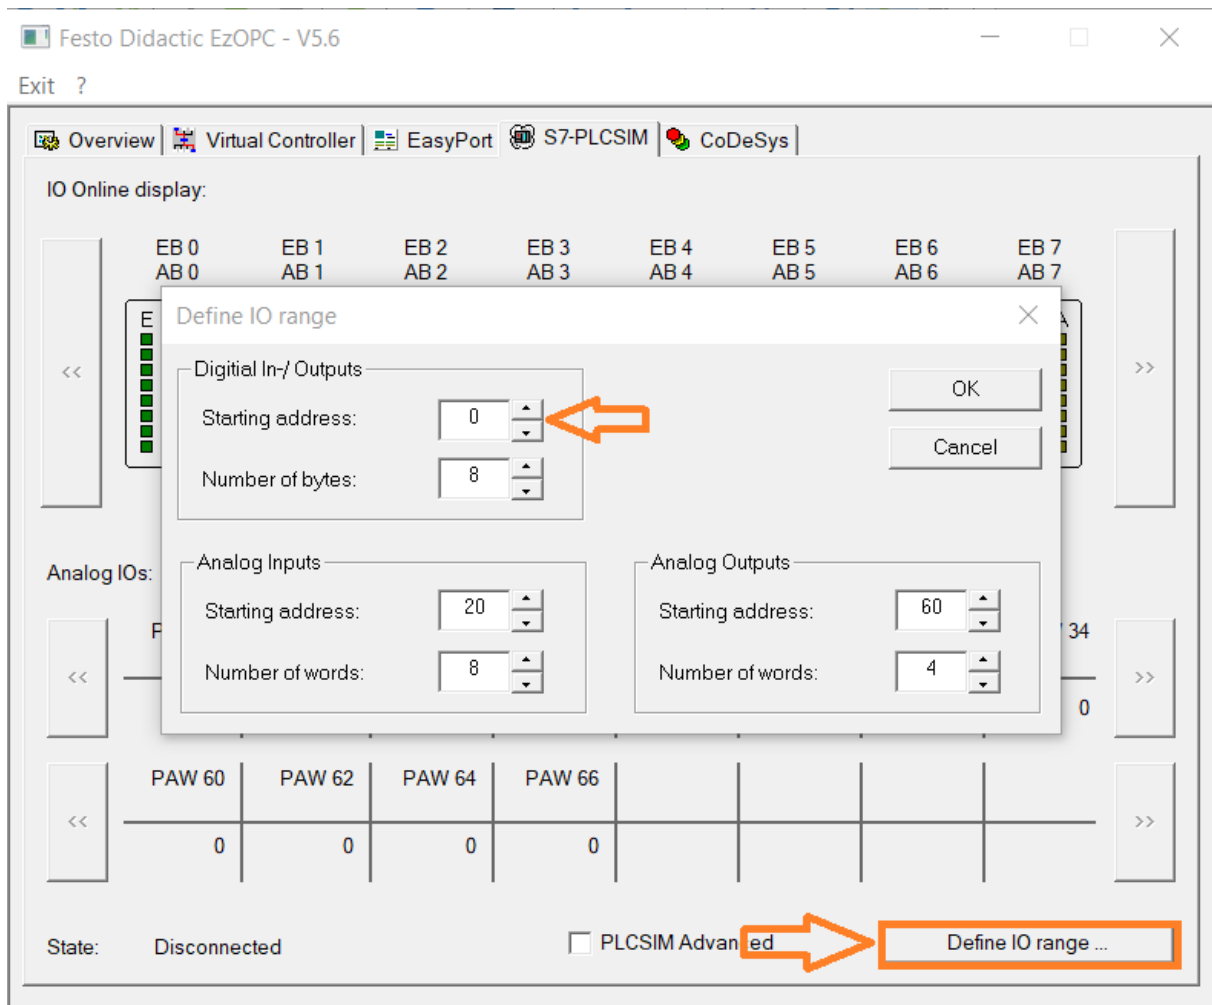 Festo Didactic EzOPC - V5.6
Exit ?
Overview Virtual Controller EasyPort S7-PLCSIM CoDeSys
IO Online display:
EB 0 EB 1 EB 2 EB 3 EB 4 EB 5 EB 6 EB 7
AB 0 AB 1 AB 2 AB 3 AB 4 AB 5 AB 6 AB 7
E A
<< >>
Define IO range
Digitial In-/ Outputs
Starting address: 0
Number of bytes: 8
OK
Cancel
Analog IOs:
Analog Inputs
Starting address: 20
Number of words: 8
Analog Outputs
Starting address: 60
Number of words: 4
P 34
<< >>
0
PAW 60 PAW 62 PAW 64 PAW 66
<< >>
0 0 0 0
State: Disconnected PLCSIM Advan ed Define IO range ...